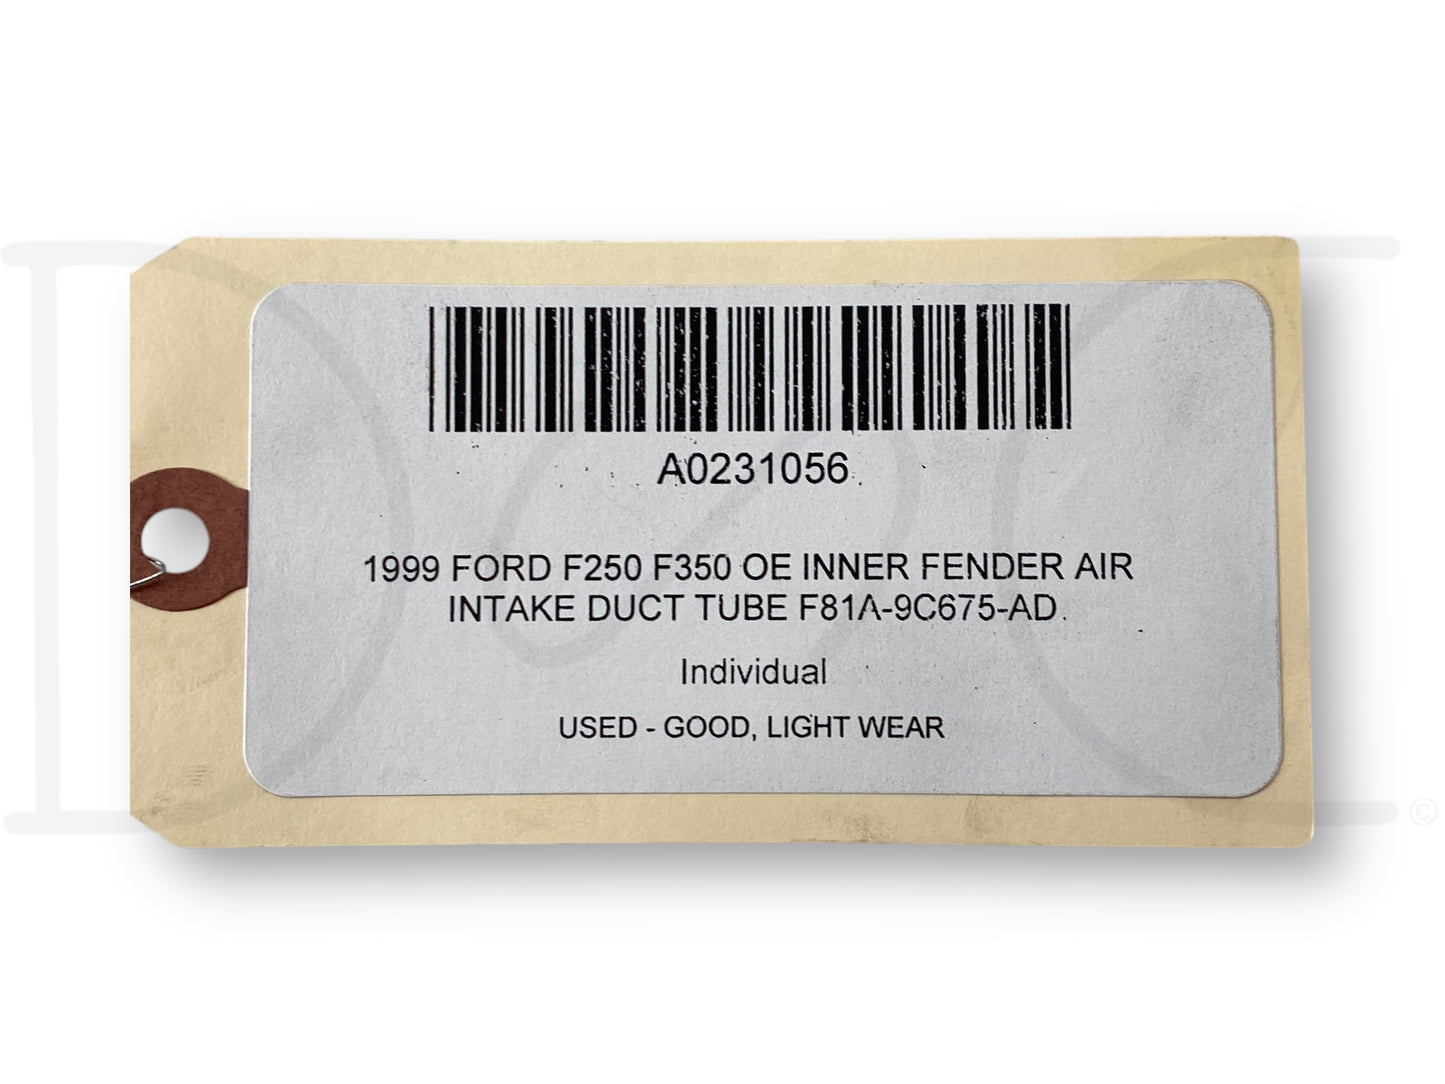 A0231056
1999 FORD F250 F350 OE INNER FENDER AIR
INTAKE DUCT TUBE F81A-9C675-AD
Individual
USED - GOOD, LIGHT WEAR
©